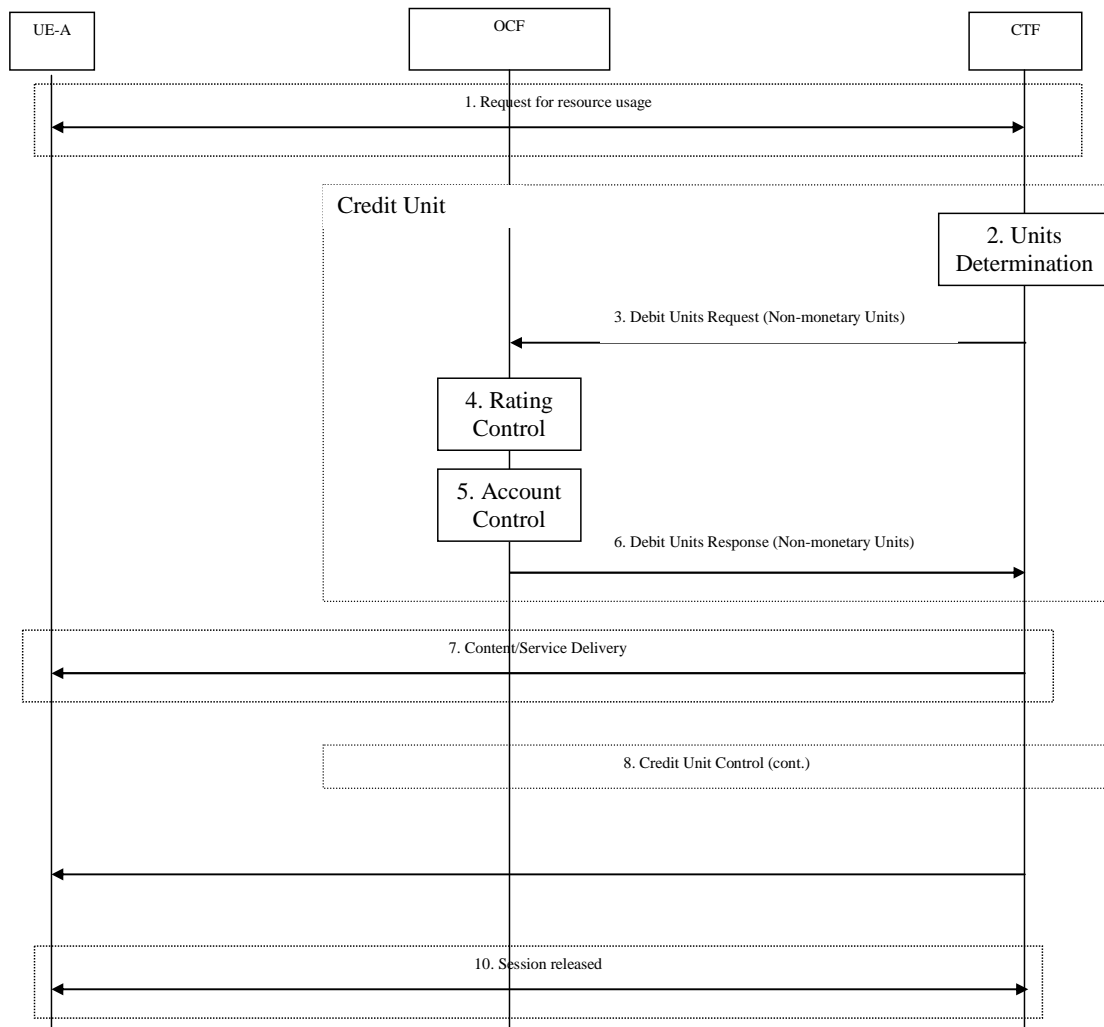 UE-A
OCF
CTF
1. Request for resource usage
Credit Unit
2. Units
Determination
3. Debit Units Request (Non-monetary Units)
4. Rating
Control
5. Account
Control
6. Debit Units Response (Non-monetary Units)
7. Content/Service Delivery
8. Credit Unit Control (cont.)
10. Session released